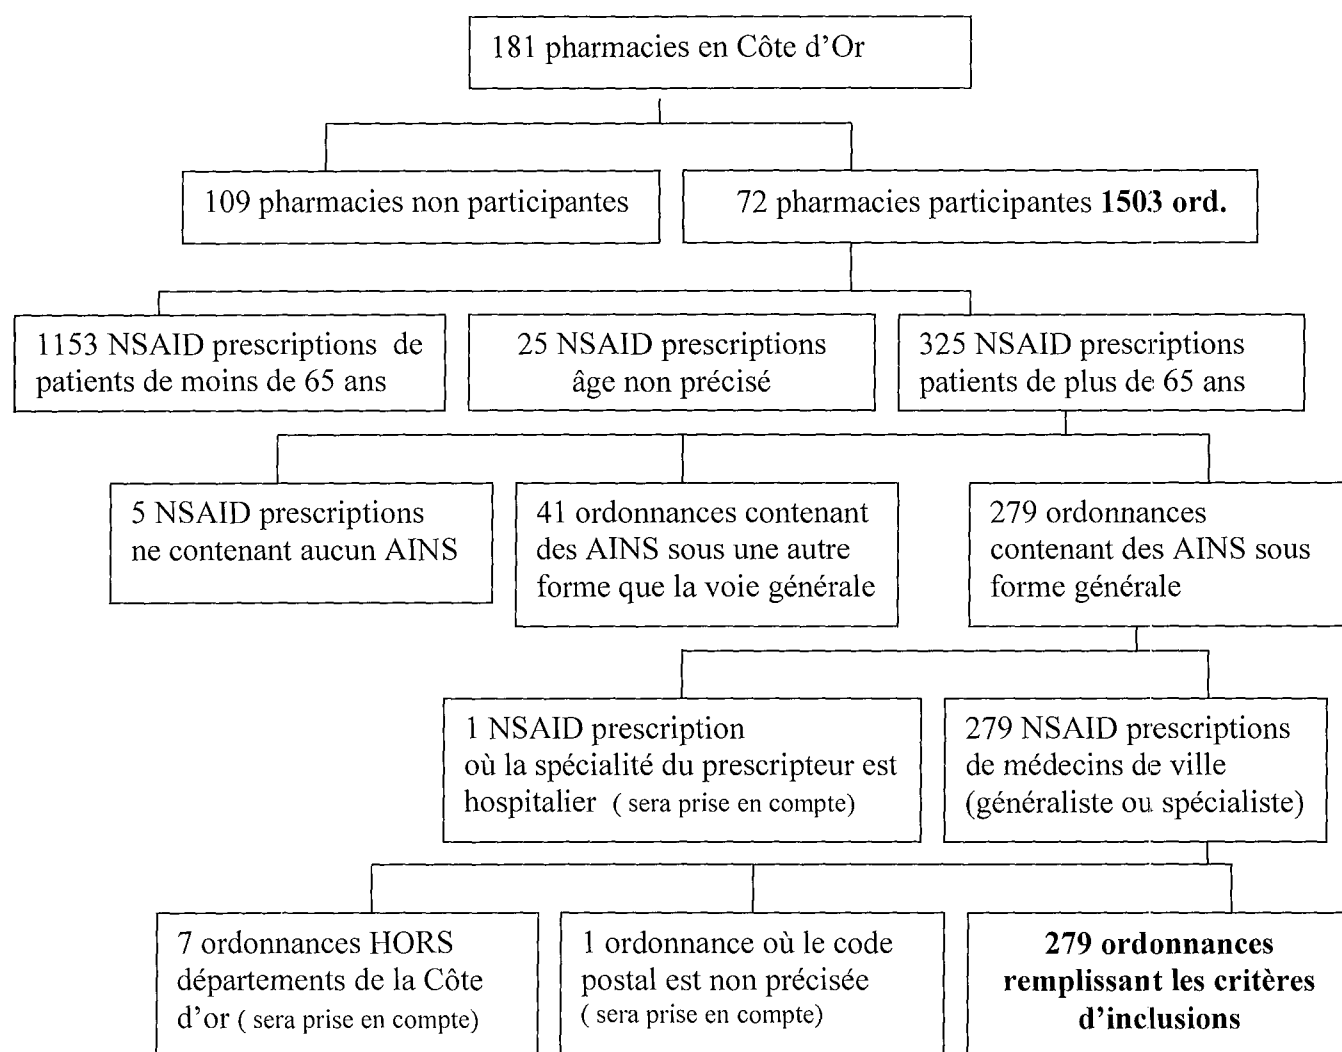 181 pharmacies en Côte d'Or
109 pharmacies non participantes
72 pharmacies participantes 1503 ord.
1153 NSAID prescriptions de
patients de moins de 65 ans
25 NSAID prescriptions
âge non précisé
325 NSAID prescriptions
patients de plus de 65 ans
5 NSAID prescriptions
ne contenant aucun AINS
41 ordonnances contenant
des AINS sous une autre
forme que la voie générale
279 ordonnances
contenant des AINS sous
forme générale
1 NSAID prescription
où la spécialité du prescripteur est
hospitalier ( sera prise en compte)
279 NSAID prescriptions
de médecins de ville
(généraliste ou spécialiste)
7 ordonnances HORS
départements de la Côte
d'or ( sera prise en compte)
1 ordonnance où le code
postal est non précisée
( sera prise en compte)
279 ordonnances
remplissant les critères
d'inclusions